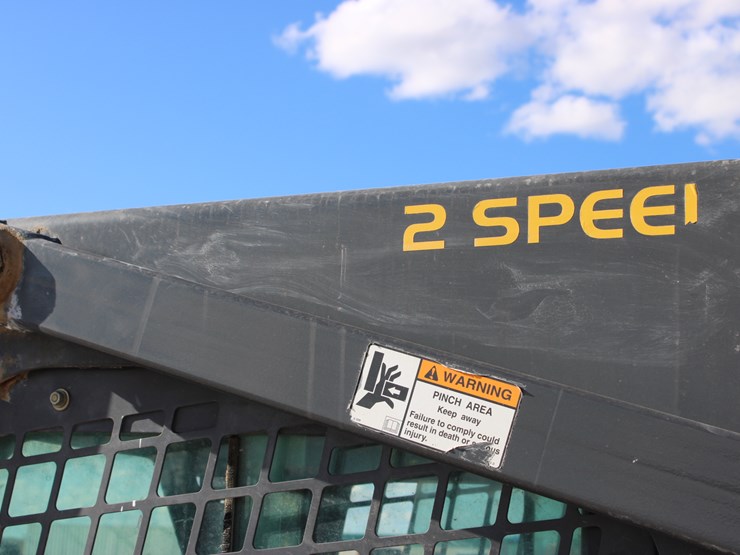 2 SPEE
WARNING
PINCH AREA
Keep away
Failure to comply could
result in death or
injury.